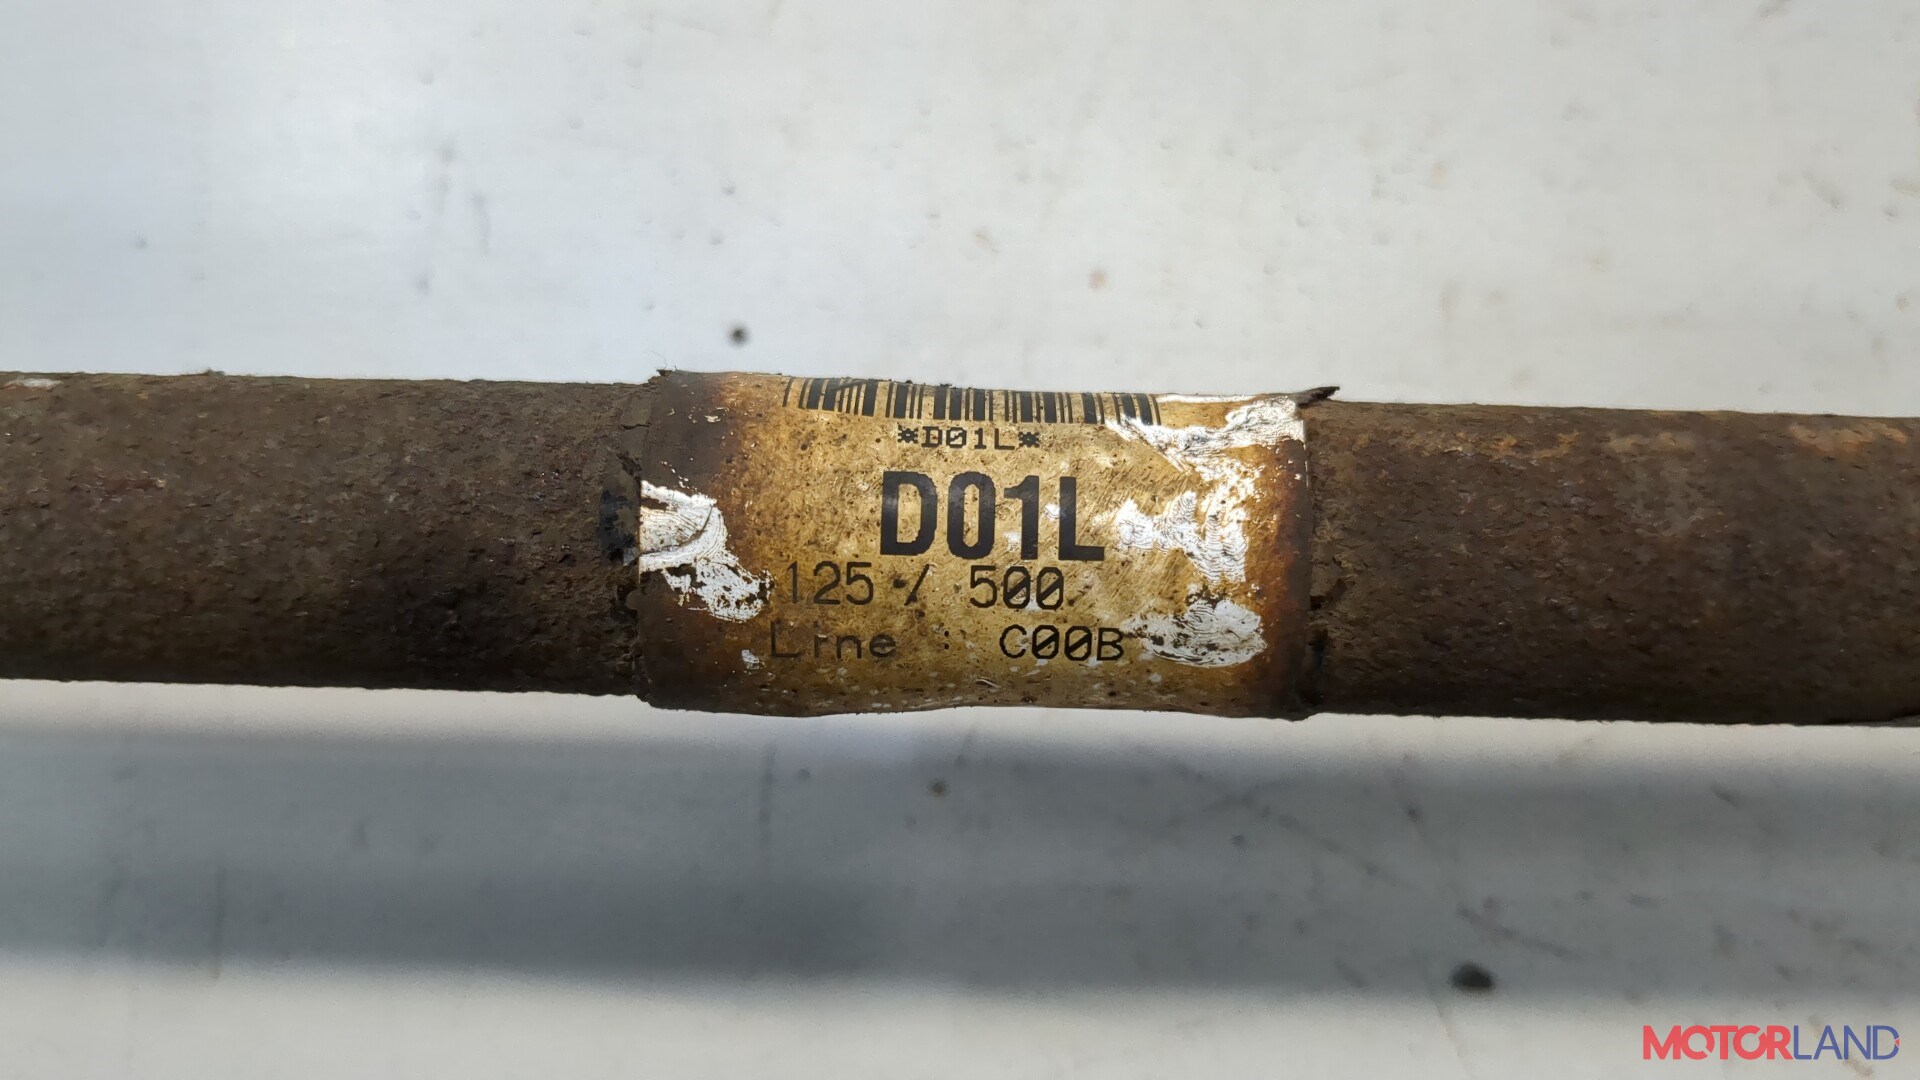 *D01L*
D01L
125 / 500
Line C00B
MOTORLAND